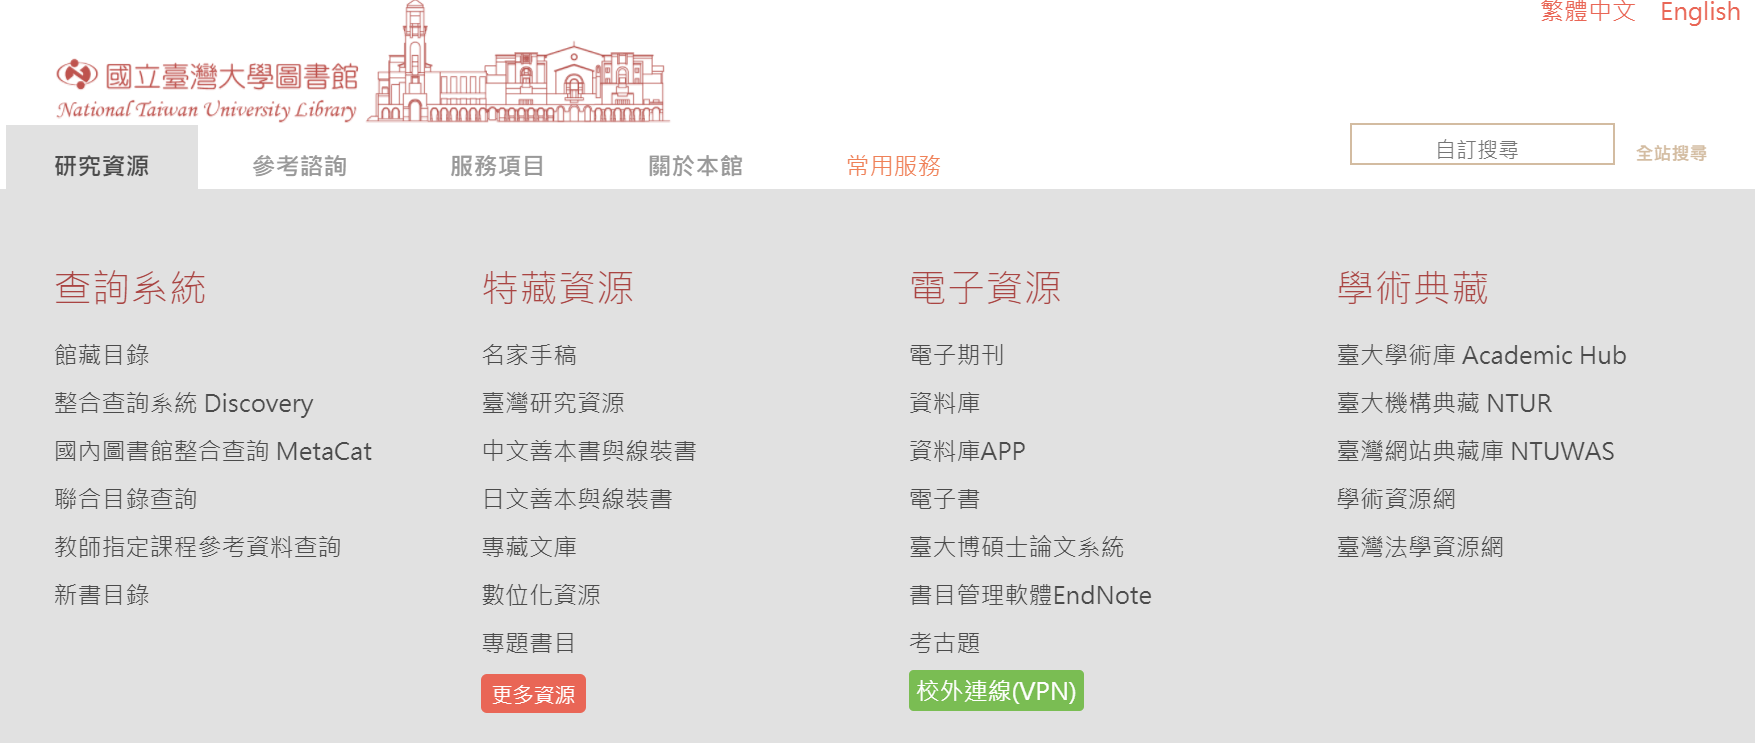 繁體中文 English
國立臺灣大學圖書館
National Taiwan University Library
研究資源 參考諮詢 服務項目 關於本館 常用服務
自訂搜尋 全站搜尋
查詢系統
館藏目錄
整合查詢系統 Discovery
國內圖書館整合查詢 MetaCat
聯合目錄查詢
教師指定課程參考資料查詢
新書目錄
特藏資源
名家手稿
臺灣研究資源
中文善本書與線裝書
日文善本與線裝書
專藏文庫
數位化資源
專題書目
更多資源
電子資源
電子期刊
資料庫
資料庫APP
電子書
臺大博碩士論文系統
書目管理軟體EndNote
考古題
校外連線(VPN)
學術典藏
臺大學術庫 Academic Hub
臺大機構典藏 NTUR
臺灣網站典藏庫 NTUWAS
學術資源網
臺灣法學資源網